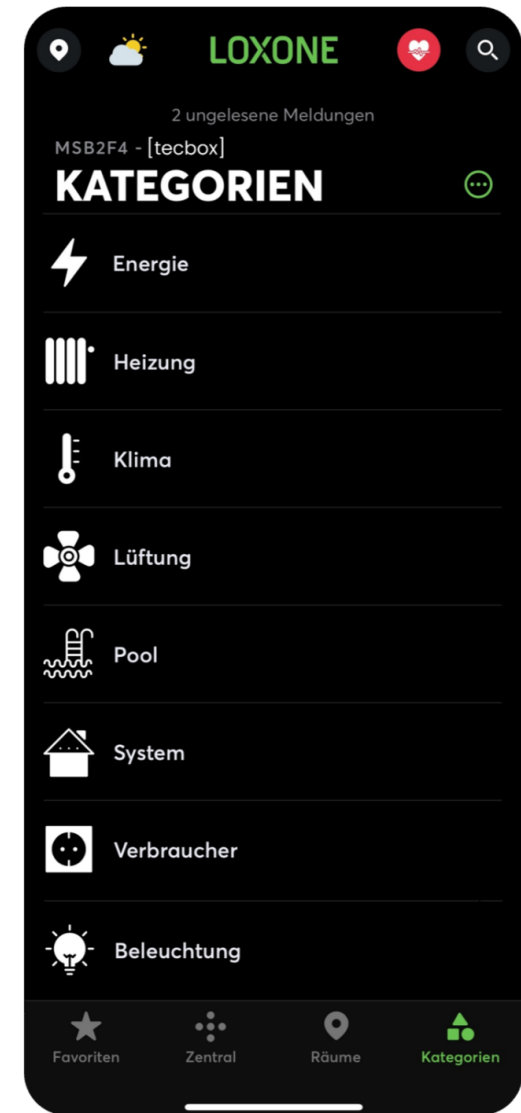 LOXONE
2 ungelesene Meldungen
MSB2F4 - [tecbox]
KATEGORIEN
Energie
Heizung
Klima
Lüftung
Pool
System
Verbraucher
Beleuchtung
Favoriten Zentral Räume Kategorien